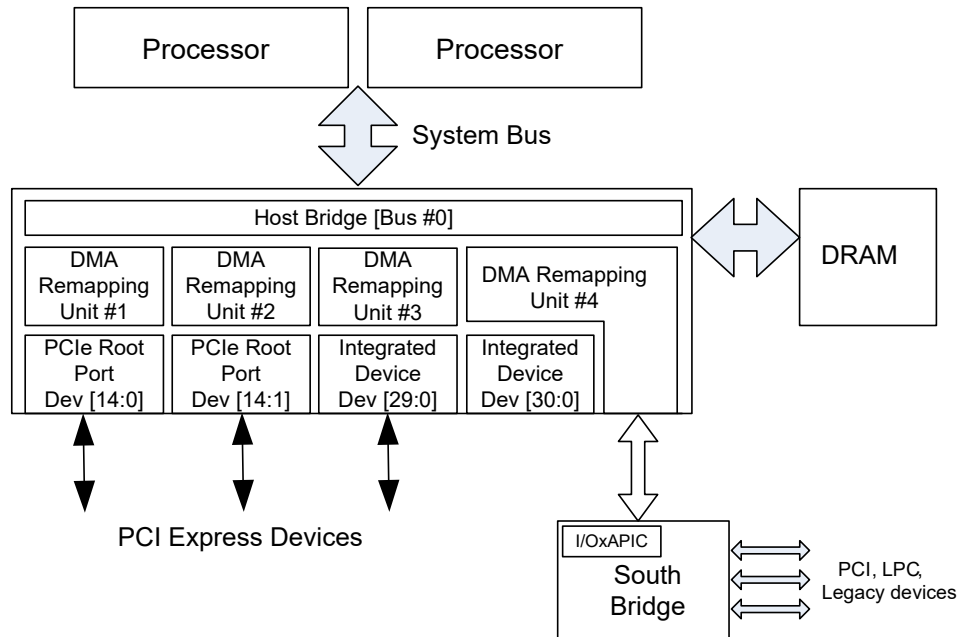 Processor
Processor
System Bus
Host Bridge [Bus #0]
DMA
Remapping
Unit #1
DMA
Remapping
Unit #2
DMA
Remapping
Unit #3
DMA Remapping
Unit #4
DRAM
PCIe Root
Port
Dev [14:0]
PCIe Root
Port
Dev [14:1]
Integrated
Device
Dev [29:0]
Integrated
Device
Dev [30:0]
PCI Express Devices
I/OxAPIC
South
Bridge
PCI, LPC,
Legacy devices